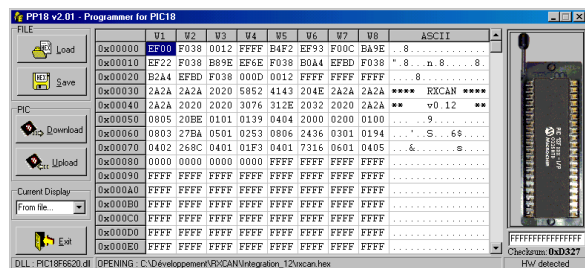 PP18 v2.01 - Programmer for PIC18
FILE
Load
Save
PIC
Download
Upload
Current Display
From file...
Exit
V1 V2 V3 V4 V5 V6 V7 V8 ASCII
0x00000 EF00 F038 0012 FFFF B4F2 EF93 F00C BA9E ..8.............
0x00010 EF22 F038 B89E EF6E F038 B0A4 EFBD F038 ".8...n.8.....8.
0x00020 B2A4 EFBD F038 000D 0012 FFFF FFFF FFFF .....8..........
0x00030 2A2A 2A2A 2020 5852 4143 204E 2A2A 2A2A **** RXCAN ****
0x00040 2A2A 2020 2020 3076 312E 2032 2020 2A2A ** v0.12 **
0x00050 0805 20BE 0101 0139 0404 2000 0200 0100 ... ..9.... ....
0x00060 0803 27BA 0501 0253 0806 2436 0301 0194 ...'..S...6$....
0x00070 0402 268C 0401 01F3 0401 7316 0601 0405 ...&.......s....
0x00080 0000 0000 0000 0000 FFFF FFFF FFFF FFFF ................
0x00090 FFFF FFFF FFFF FFFF FFFF FFFF FFFF FFFF ................
0x000A0 FFFF FFFF FFFF FFFF FFFF FFFF FFFF FFFF ................
0x000B0 FFFF FFFF FFFF FFFF FFFF FFFF FFFF FFFF ................
0x000C0 FFFF FFFF FFFF FFFF FFFF FFFF FFFF FFFF ................
0x000D0 FFFF FFFF FFFF FFFF FFFF FFFF FFFF FFFF ................
0x000E0 FFFF FFFF FFFF FFFF FFFF FFFF FFFF FFFF ................
FFFFFFFFFFFFFFFF
Checksum: 0xD327
DLL : PIC18F6620.dll OPENING : C:\Développement\RXCAN\Integration_12\rxcan.hex HW detected